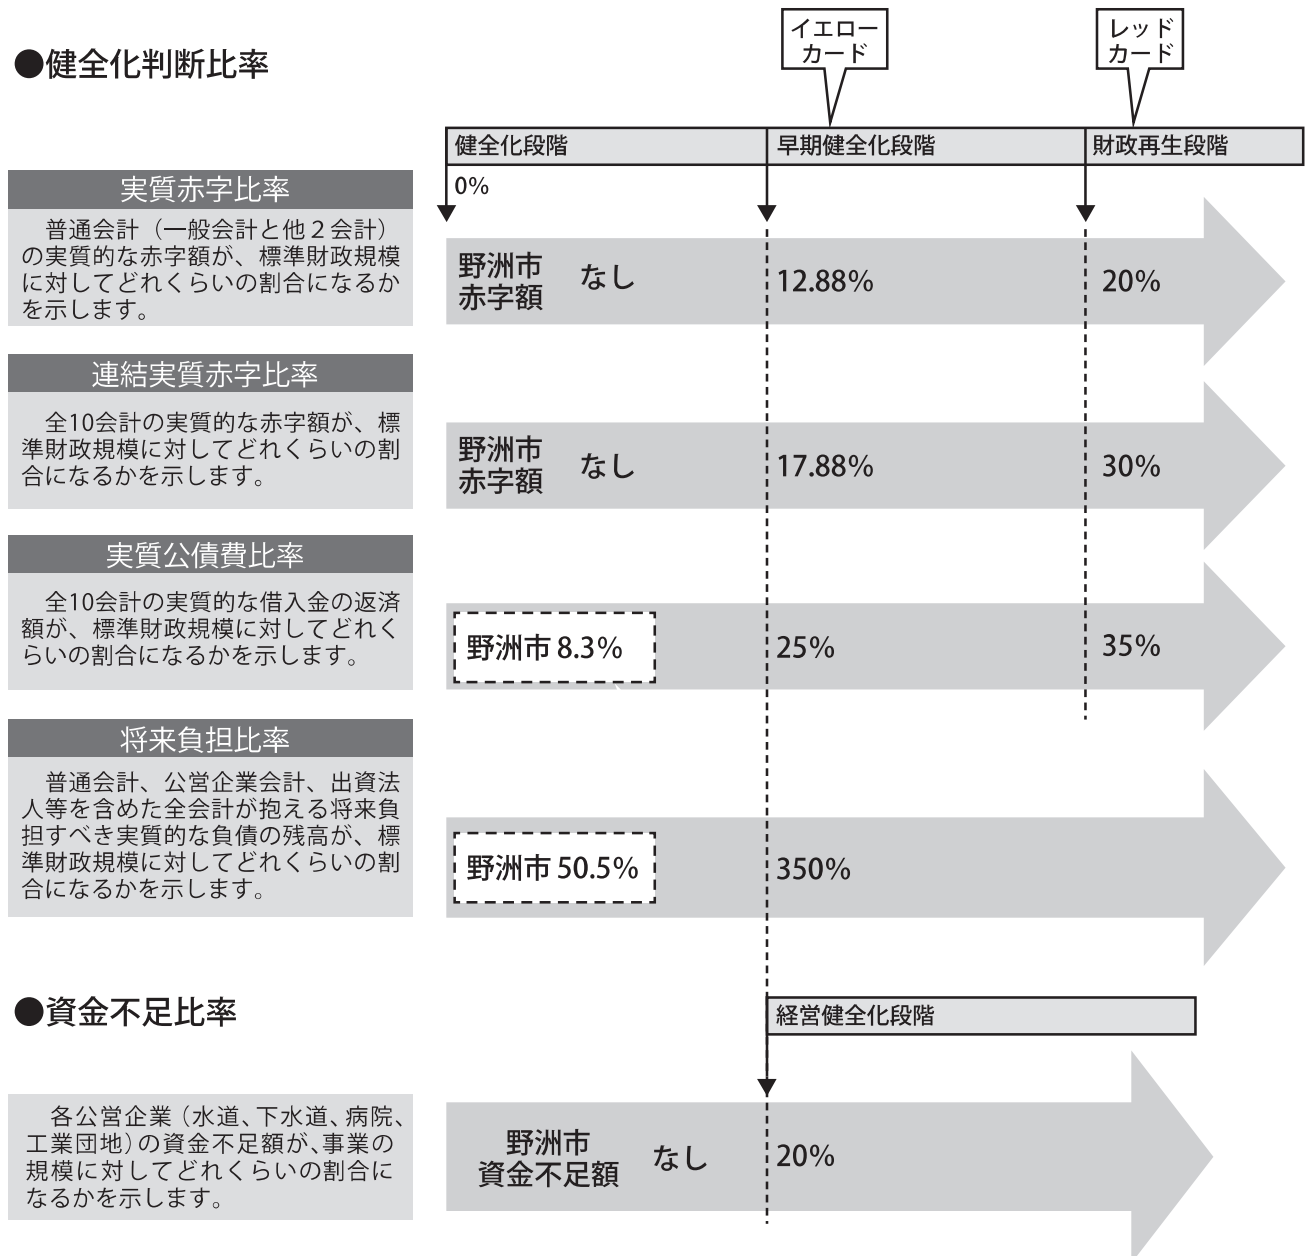 ●健全化判断比率
イエロー
カード
レッド
カード
健全化段階
早期健全化段階
財政再生段階
0%
実質赤字比率
普通会計（一般会計と他２会計）
の実質的な赤字額が、標準財政規模
に対してどれくらいの割合になるか
を示します。
野洲市
赤字額
なし
12.88%
20%
連結実質赤字比率
全10会計の実質的な赤字額が、標
準財政規模に対してどれくらいの割
合になるかを示します。
野洲市
赤字額
なし
17.88%
30%
実質公債費比率
全10会計の実質的な借入金の返済
額が、標準財政規模に対してどれく
らいの割合になるかを示します。
野洲市 8.3%
25%
35%
将来負担比率
普通会計、公営企業会計、出資法
人等を含めた全会計が抱える将来負
担すべき実質的な負債の残高が、標
準財政規模に対してどれくらいの割
合になるかを示します。
野洲市 50.5%
350%
●資金不足比率
経営健全化段階
各公営企業（水道、下水道、病院、
工業団地）の資金不足額が、事業の
規模に対してどれくらいの割合に
なるかを示します。
野洲市
資金不足額
なし
20%